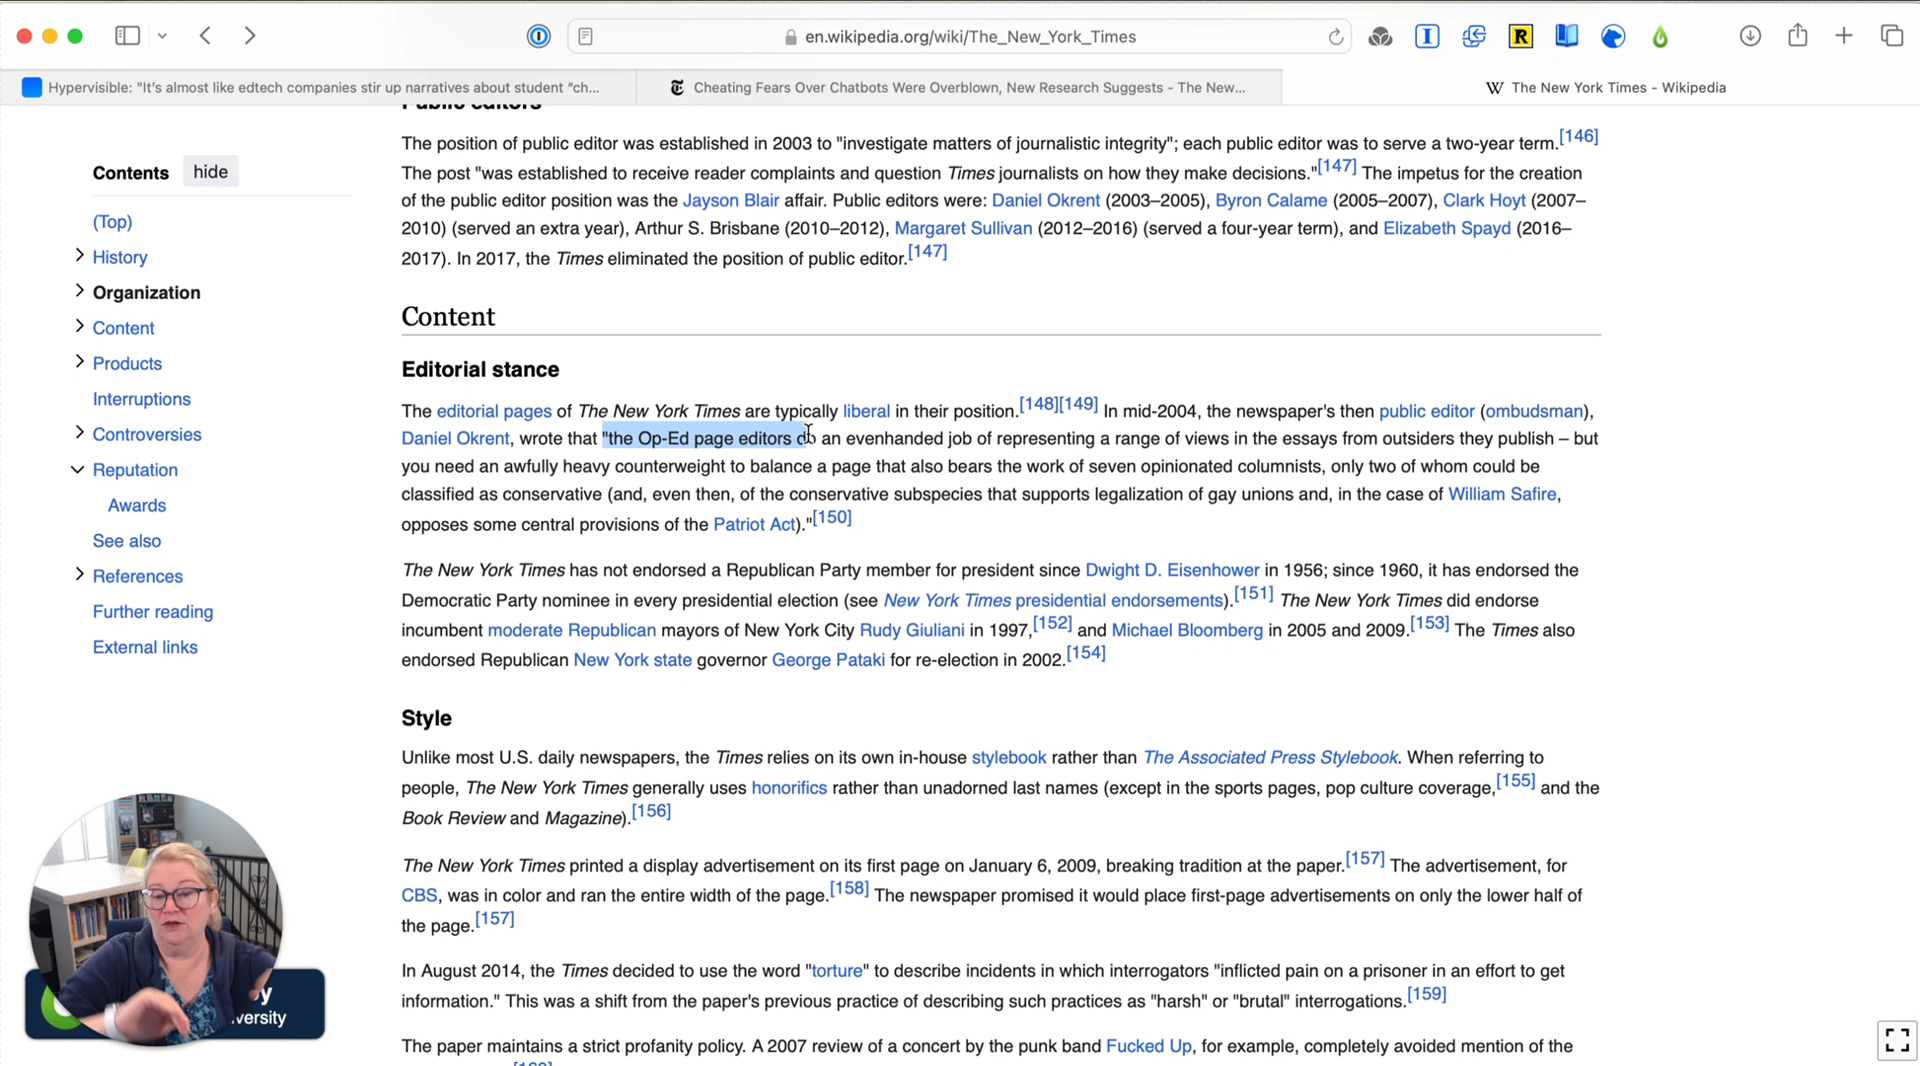 en.wikipedia.org/wiki/The_New_York_Times
Hypervisible: "It's almost like edtech companies stir up narratives about student "ch...
Cheating Fears Over Chatbots Were Overblown, New Research Suggests - The New...
The New York Times - Wikipedia
Contents
hide
(Top)
History
Organization
Content
Products
Interruptions
Controversies
Reputation
Awards
See also
References
Further reading
External links
Public editors
The position of public editor was established in 2003 to "investigate matters of journalistic integrity"; each public editor was to serve a two-year term.[146]
The post "was established to receive reader complaints and question Times journalists on how they make decisions."[147] The impetus for the creation
of the public editor position was the Jayson Blair affair. Public editors were: Daniel Okrent (2003–2005), Byron Calame (2005–2007), Clark Hoyt (2007–
2010) (served an extra year), Arthur S. Brisbane (2010–2012), Margaret Sullivan (2012–2016) (served a four-year term), and Elizabeth Spayd (2016–
2017). In 2017, the Times eliminated the position of public editor.[147]
Content
Editorial stance
The editorial pages of The New York Times are typically liberal in their position.[148][149] In mid-2004, the newspaper's then public editor (ombudsman),
Daniel Okrent, wrote that "the Op-Ed page editors do an evenhanded job of representing a range of views in the essays from outsiders they publish – but
you need an awfully heavy counterweight to balance a page that also bears the work of seven opinionated columnists, only two of whom could be
classified as conservative (and, even then, of the conservative subspecies that supports legalization of gay unions and, in the case of William Safire,
opposes some central provisions of the Patriot Act)."[150]
The New York Times has not endorsed a Republican Party member for president since Dwight D. Eisenhower in 1956; since 1960, it has endorsed the
Democratic Party nominee in every presidential election (see New York Times presidential endorsements).[151] The New York Times did endorse
incumbent moderate Republican mayors of New York City Rudy Giuliani in 1997,[152] and Michael Bloomberg in 2005 and 2009.[153] The Times also
endorsed Republican New York state governor George Pataki for re-election in 2002.[154]
Style
Unlike most U.S. daily newspapers, the Times relies on its own in-house stylebook rather than The Associated Press Stylebook. When referring to
people, The New York Times generally uses honorifics rather than unadorned last names (except in the sports pages, pop culture coverage,[155] and the
Book Review and Magazine).[156]
The New York Times printed a display advertisement on its first page on January 6, 2009, breaking tradition at the paper.[157] The advertisement, for
CBS, was in color and ran the entire width of the page.[158] The newspaper promised it would place first-page advertisements on only the lower half of
the page.[157]
In August 2014, the Times decided to use the word "torture" to describe incidents in which interrogators "inflicted pain on a prisoner in an effort to get
information." This was a shift from the paper's previous practice of describing such practices as "harsh" or "brutal" interrogations.[159]
The paper maintains a strict profanity policy. A 2007 review of a concert by the punk band Fucked Up, for example, completely avoided mention of the
y
versity